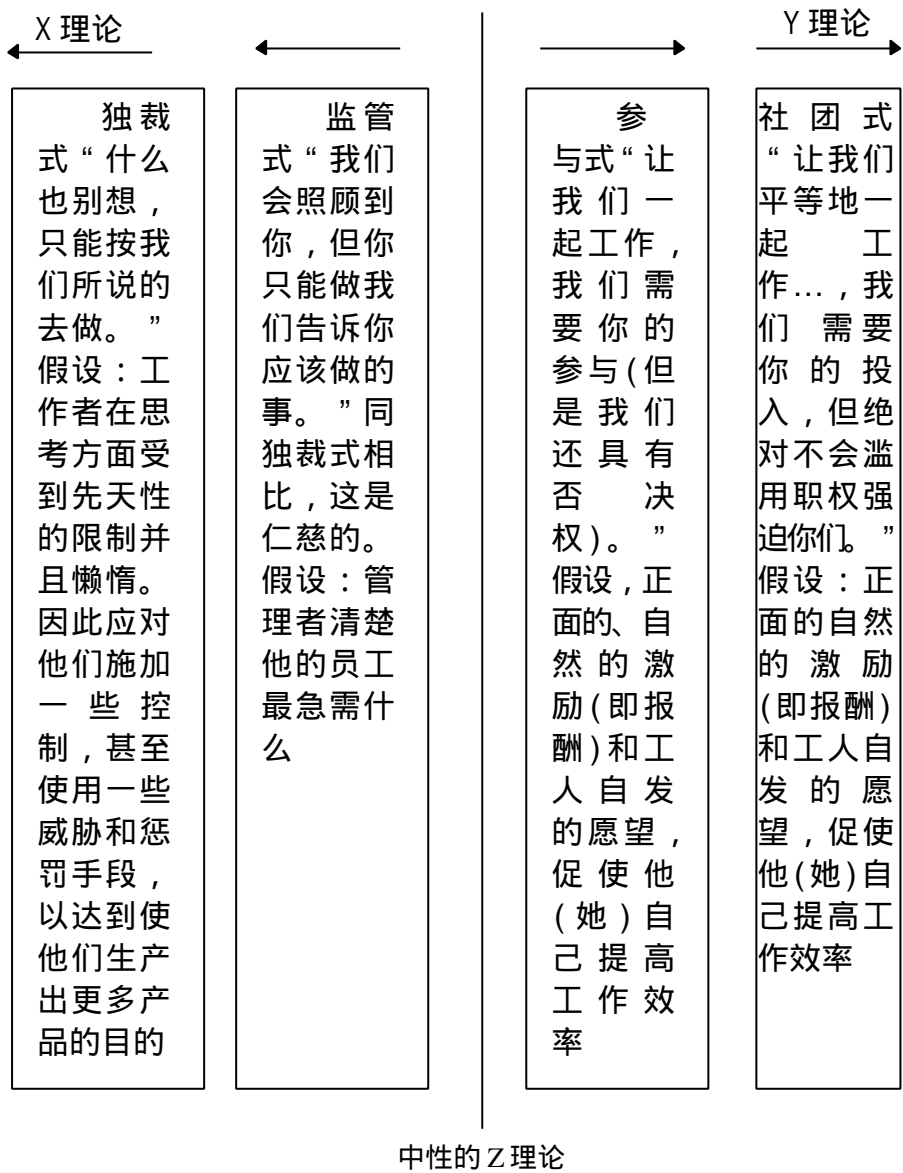 X 理论
Y 理论
独裁
式“什么
也别想，
只能按我
们所说的
去做。”
假设：工
作者在思
考方面受
到先天性
的限制并
且懒惰。
因此应对
他们施加
一些控
制，甚至
使用一些
威胁和惩
罚手段，
以达到使
他们生产
出更多产
品的目的
监管
式“我们
会照顾到
你，但你
只能做我
们告诉你
应该做的
事。”同
独裁式相
比，这是
仁慈的。
假设：管
理者清楚
他的员工
最急需什
么
参
与式“让
我们一
起工作，
我们需
要你的
参与(但
是我们
还具有
否决
权)。”
假设，正
面的、自
然的激
励(即报
酬)和工
人自发
的愿望，
促使他
(她)自
己提高
工作效
率
社团式
“让我们
平等地一
起工
作…，我
们需要
你的投
入，但绝
对不会滥
用职权强
迫你们。”
假设：正
面的自然
的激励
(即报酬)
和工人自
发的愿
望，促使
他(她)自
己提高工
作效率
中性的 Z 理论